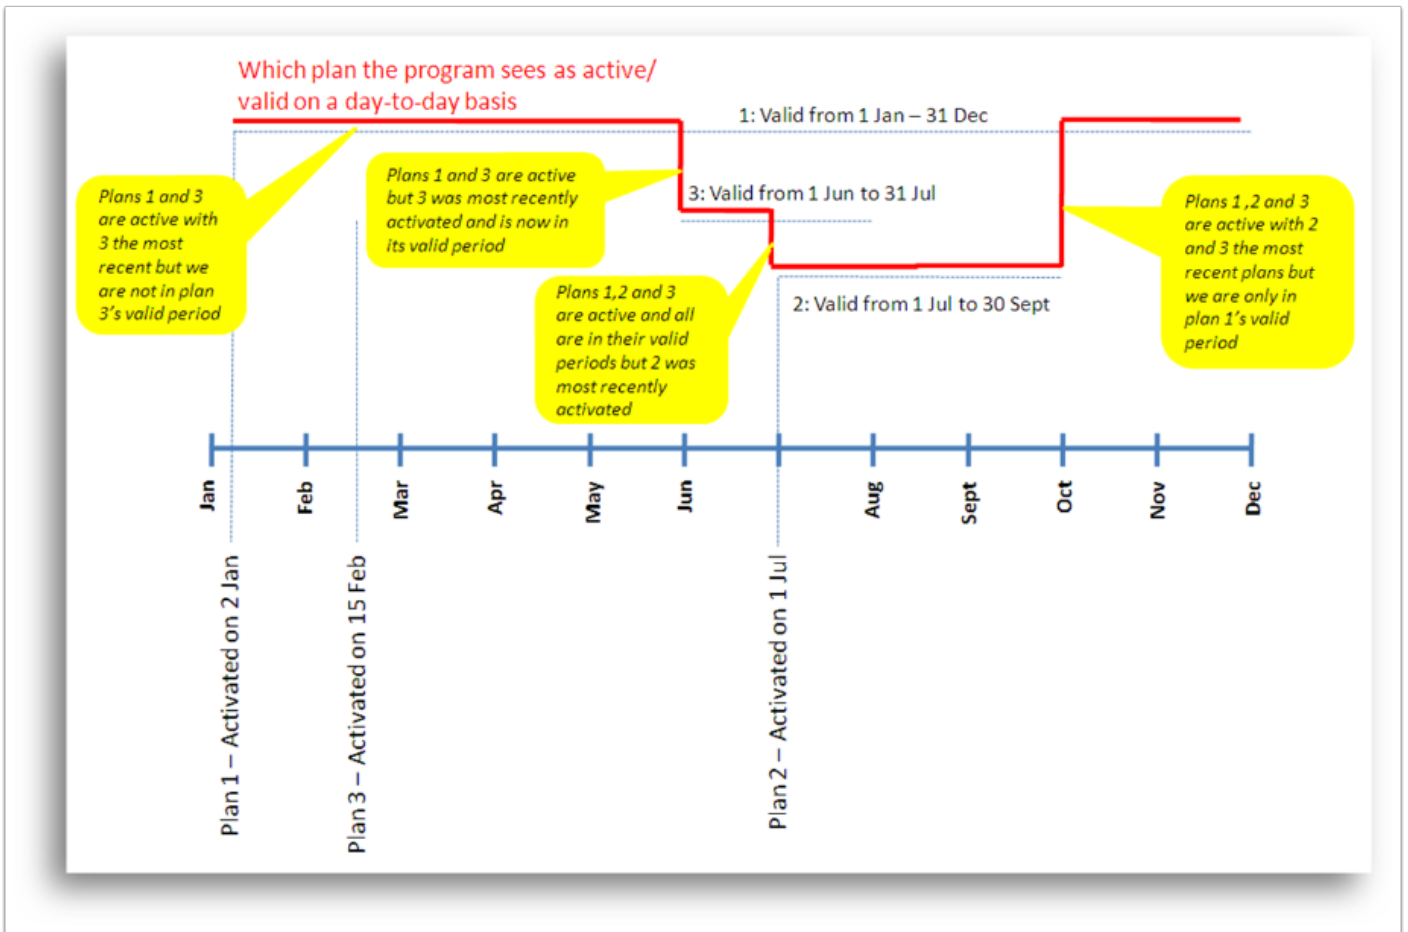 Which plan the program sees as active/
valid on a day-to-day basis
1: Valid from 1 Jan – 31 Dec
Plans 1 and 3
are active with
3 the most
recent but we
are not in plan
3's valid period
Plans 1 and 3 are active
but 3 was most recently
activated and is now in
its valid period
3: Valid from 1 Jun to 31 Jul
Plans 1,2 and 3
are active and all
are in their valid
periods but 2 was
most recently
activated
2: Valid from 1 Jul to 30 Sept
Plans 1,2 and 3
are active with 2
and 3 the most
recent plans but
we are only in
plan 1's valid
period
Jan
Feb
Mar
Apr
May
Jun
Aug
Sept
Oct
Nov
Dec
Plan 1 – Activated on 2 Jan
Plan 3 – Activated on 15 Feb
Plan 2 – Activated on 1 Jul